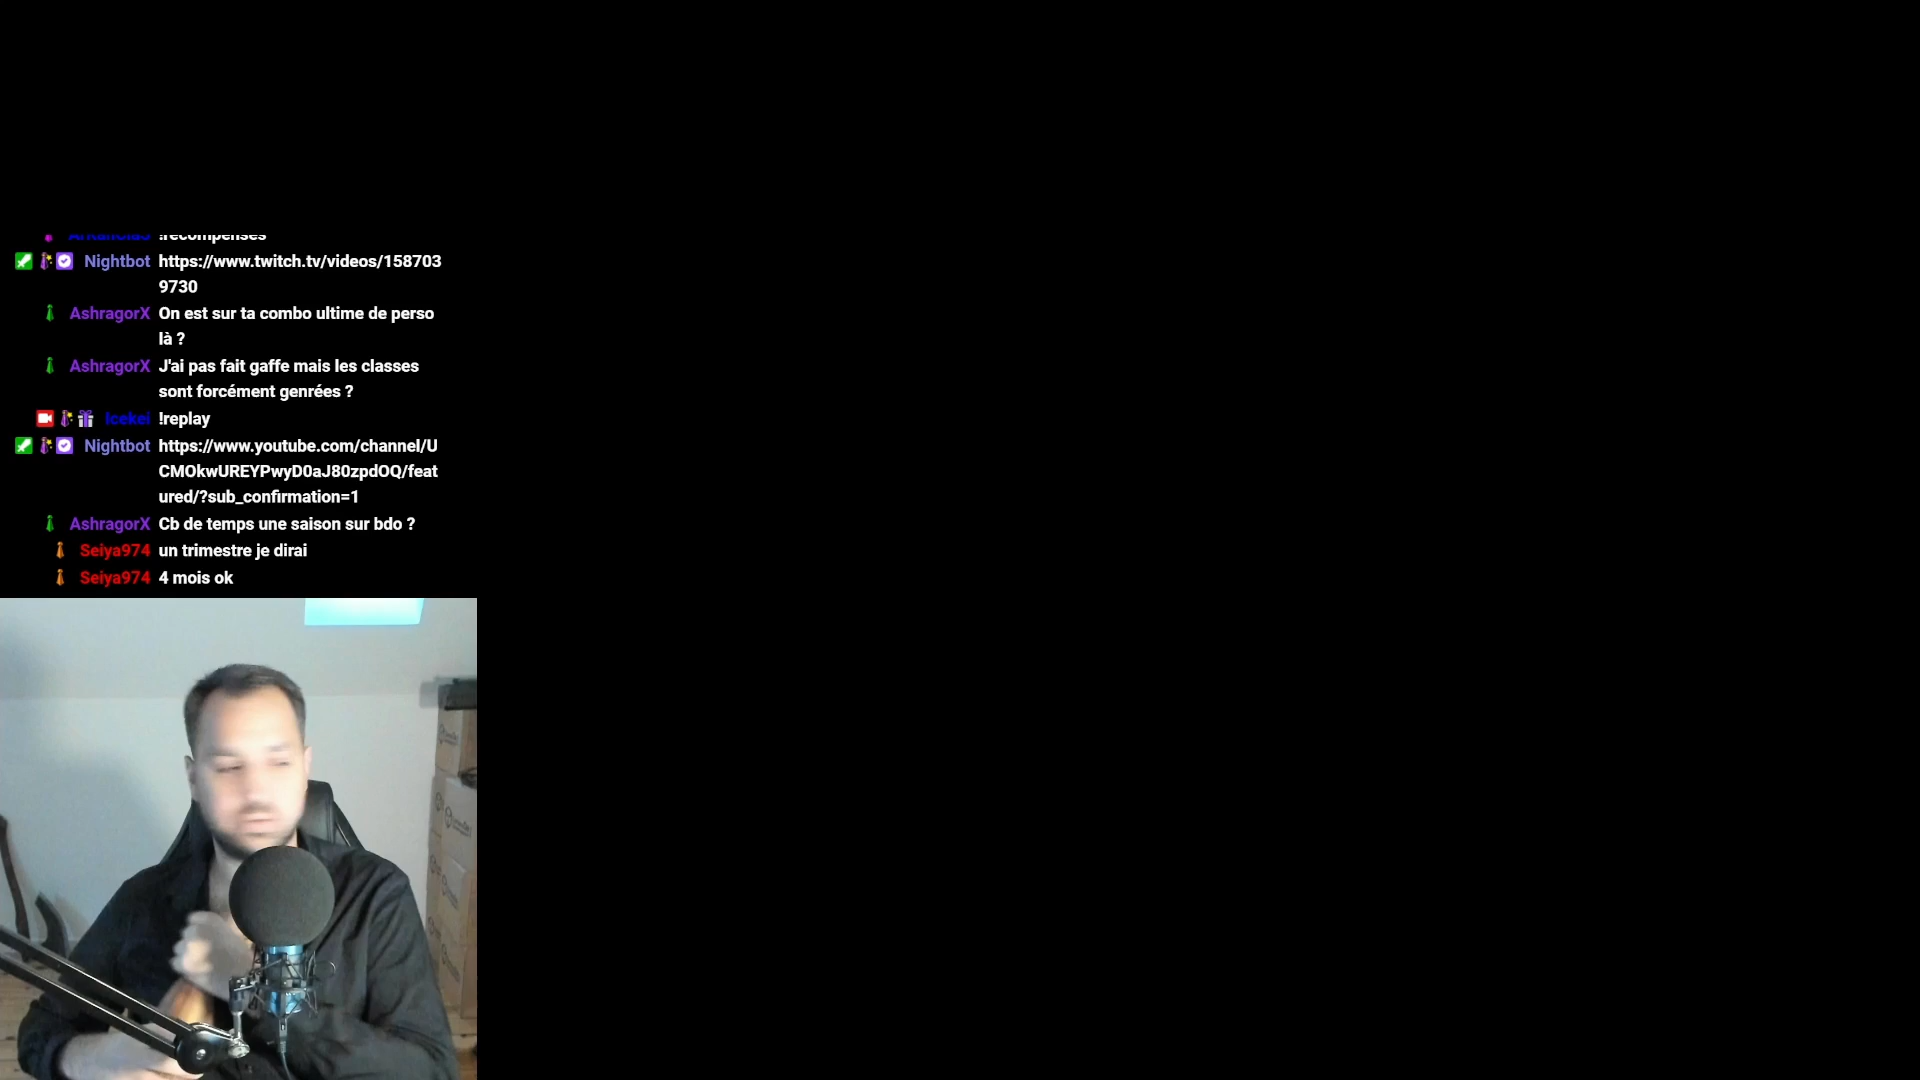 !recompenses
Nightbot https://www.twitch.tv/videos/158703
9730
AshragorX On est sur ta combo ultime de perso
là ?
AshragorX J'ai pas fait gaffe mais les classes
sont forcément genrées ?
Icekei !replay
Nightbot https://www.youtube.com/channel/U
CMOkwUREYPwyD0aJ80zpdOQ/feat
ured/?sub_confirmation=1
AshragorX Cb de temps une saison sur bdo ?
Seiya974 un trimestre je dirai
Seiya974 4 mois ok